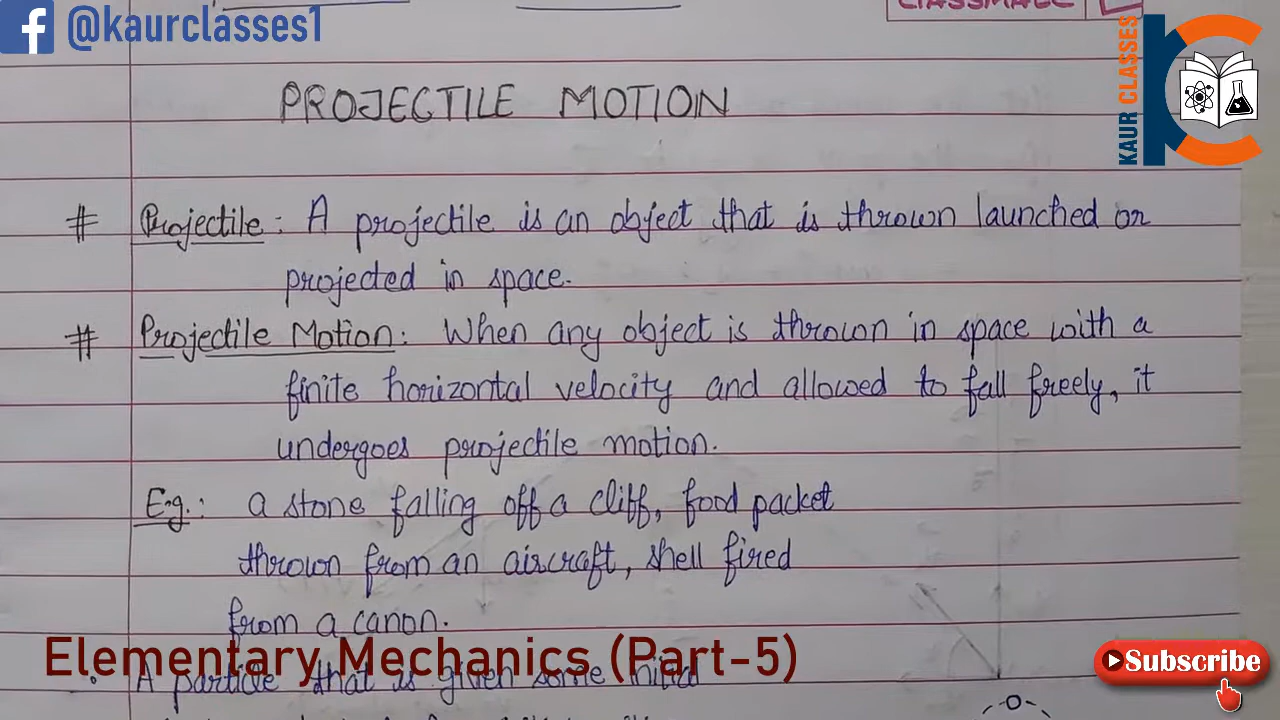 @kaurclasses1
KAUR CLASSES
PROJECTILE MOTION
# Projectile: A projectile is an object that is thrown launched or
projected in space.
# Projectile Motion: When any object is thrown in space with a
finite horizontal velocity and allowed to fall freely, it
undergoes projectile motion.
E.g.: a stone falling off a cliff, food packet
thrown from an aircraft, shell fired
from a canon.
Elementary Mechanics (Part-5)
• A particle that is given some initial
Subscribe